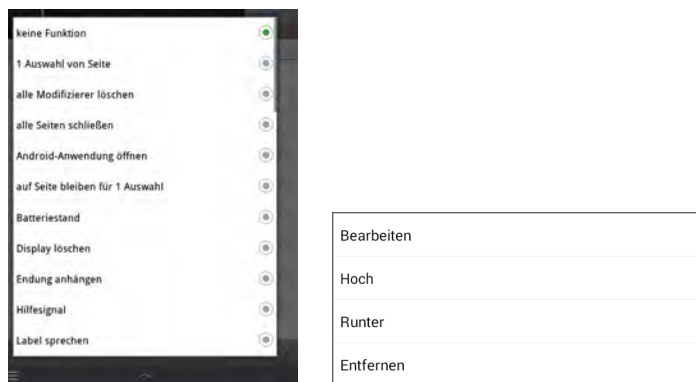 keine Funktion
1 Auswahl von Seite
alle Modifizierer löschen
alle Seiten schließen
Android-Anwendung öffnen
auf Seite bleiben für 1 Auswahl
Batteriestand
Display löschen
Endung anhängen
Hilfesignal
Label sprechen
Bearbeiten
Hoch
Runter
Entfernen